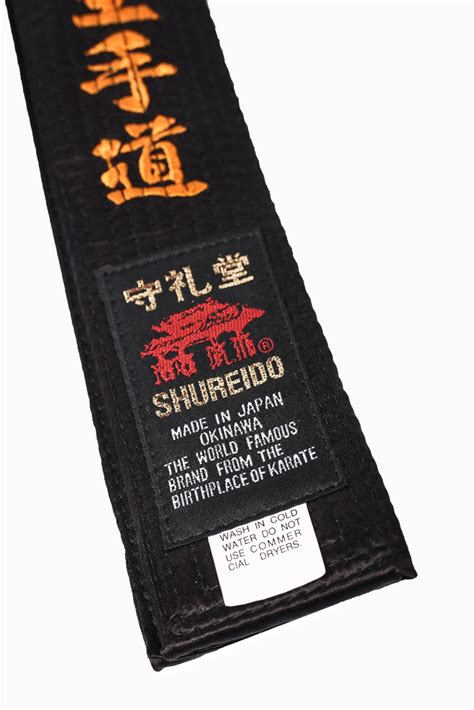 手
道
守礼堂
®
SHUREIDO
MADE IN JAPAN
OKINAWA
THE WORLD FAMOUS
BRAND FROM THE
BIRTHPLACE OF KARATE
WASH IN COLD
WATER DO NOT
USE COMMER
CIAL DRYERS.